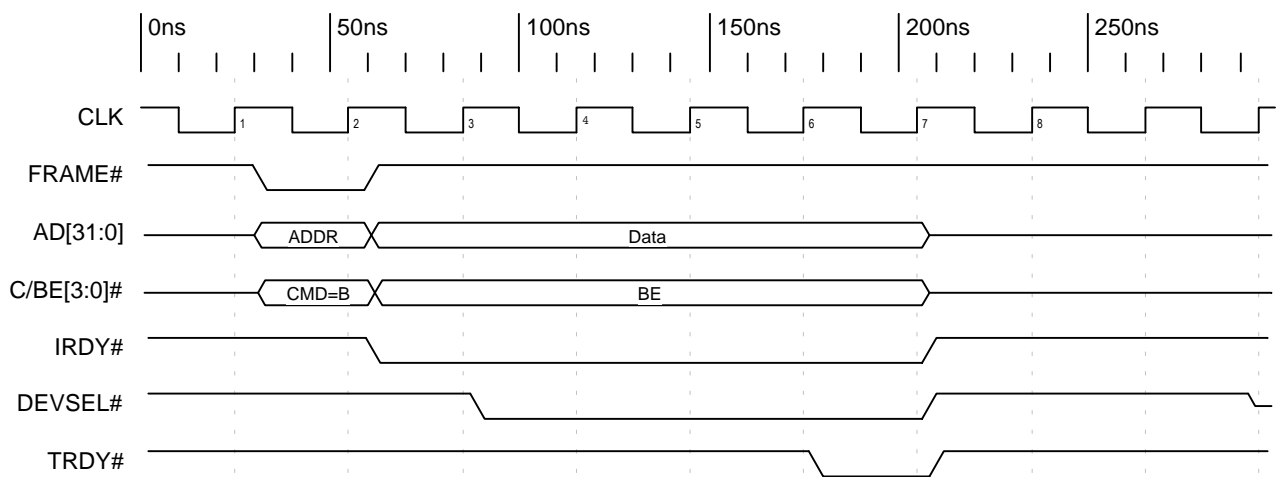 0ns 50ns 100ns 150ns 200ns 250ns
CLK 1 2 3 4 5 6 7 8
FRAME#
AD[31:0] ADDR Data
C/BE[3:0]# CMD=B BE
IRDY#
DEVSEL#
TRDY#